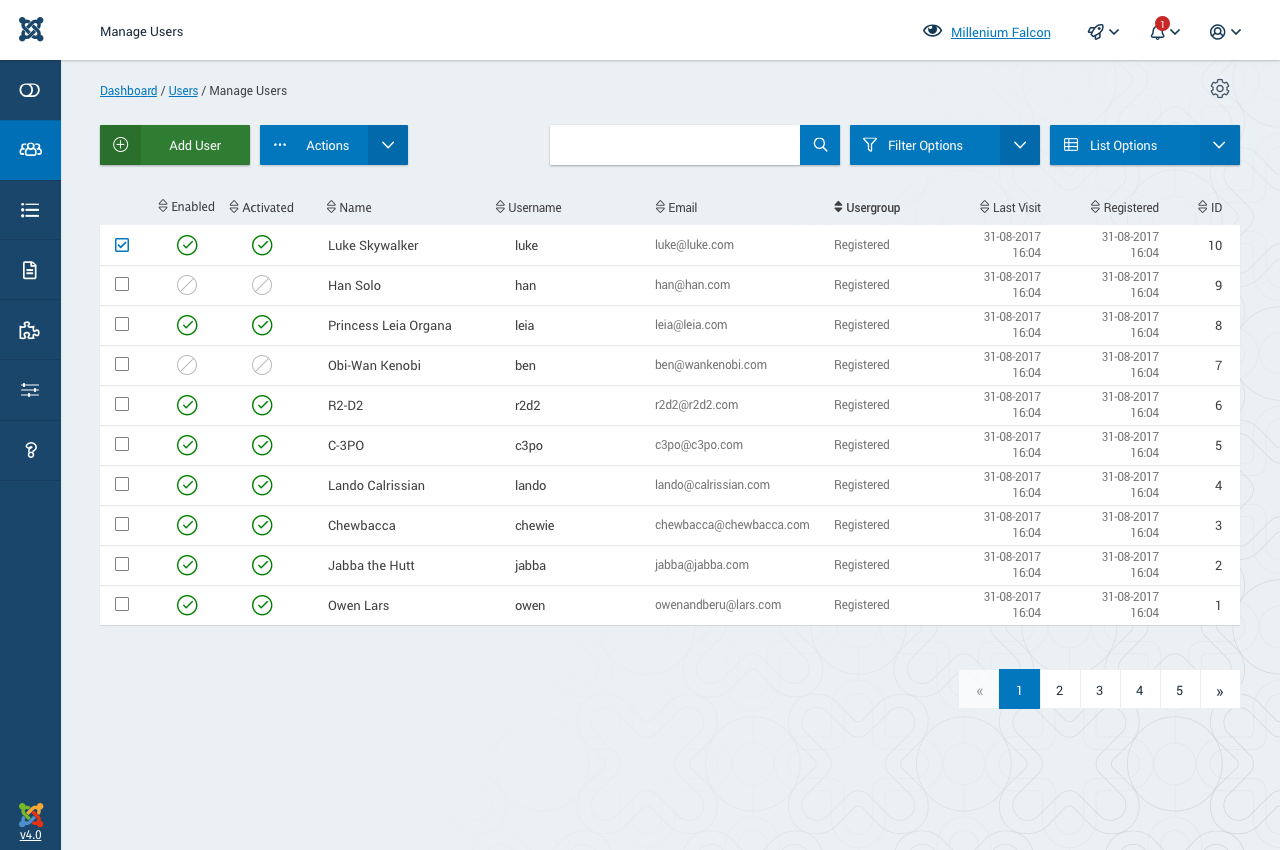 Manage Users
Millenium Falcon
1
Dashboard / Users / Manage Users
Add User
Actions
Filter Options
List Options
Enabled Activated Name Username Email Usergroup Last Visit Registered ID
Luke Skywalker luke luke@luke.com Registered 31-08-2017 16:04 31-08-2017 16:04 10
Han Solo han han@han.com Registered 31-08-2017 16:04 31-08-2017 16:04 9
Princess Leia Organa leia leia@leia.com Registered 31-08-2017 16:04 31-08-2017 16:04 8
Obi-Wan Kenobi ben ben@wankenobi.com Registered 31-08-2017 16:04 31-08-2017 16:04 7
R2-D2 r2d2 r2d2@r2d2.com Registered 31-08-2017 16:04 31-08-2017 16:04 6
C-3PO c3po c3po@c3po.com Registered 31-08-2017 16:04 31-08-2017 16:04 5
Lando Calrissian lando lando@calrissian.com Registered 31-08-2017 16:04 31-08-2017 16:04 4
Chewbacca chewie chewbacca@chewbacca.com Registered 31-08-2017 16:04 31-08-2017 16:04 3
Jabba the Hutt jabba jabba@jabba.com Registered 31-08-2017 16:04 31-08-2017 16:04 2
Owen Lars owen owenandberu@lars.com Registered 31-08-2017 16:04 31-08-2017 16:04 1
« 1 2 3 4 5 »
v4.0